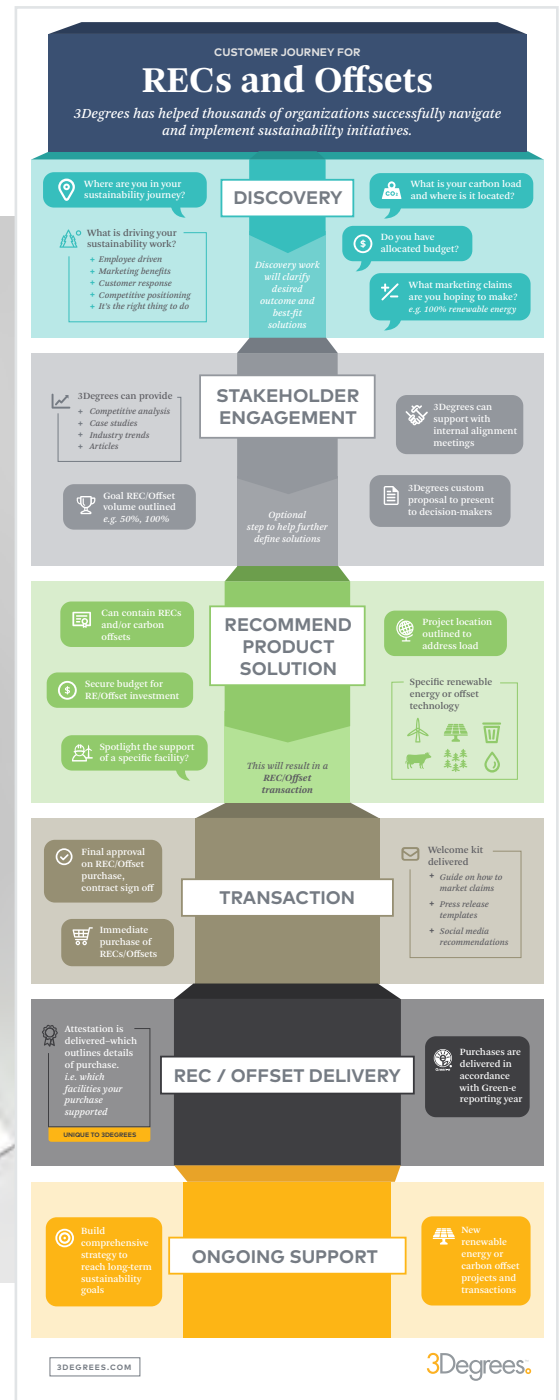 CUSTOMER JOURNEY FOR
RECs and Offsets
3Degrees has helped thousands of organizations successfully navigate
and implement sustainability initiatives.
DISCOVERY
Where are you in your
sustainability journey?
What is driving your
sustainability work?
+ Employee driven
+ Marketing benefits
+ Customer response
+ Competitive positioning
+ It's the right thing to do
Discovery work
will clarify
desired
outcome and
best-fit
solutions
CO2
What is your carbon load
and where is it located?
$
Do you have
allocated budget?
What marketing claims
are you hoping to make?
e.g. 100% renewable energy
STAKEHOLDER
ENGAGEMENT
3Degrees can provide
+ Competitive analysis
+ Case studies
+ Industry trends
+ Articles
Goal REC/Offset
volume outlined
e.g. 50%, 100%
Optional
step to help further
define solutions
3Degrees can
support with
internal alignment
meetings
3Degrees custom
proposal to present
to decision-makers
RECOMMEND
PRODUCT
SOLUTION
Can contain RECs
and/or carbon
offsets
$
Secure budget for
RE/Offset investment
Spotlight the support
of a specific facility?
This will result in a
REC/Offset
transaction
Project location
outlined to
address load
Specific renewable
energy or offset
technology
TRANSACTION
Final approval
on REC/Offset
purchase,
contract sign off
Immediate
purchase of
RECs/Offsets
Welcome kit
delivered
+ Guide on how to
market claims
+ Press release
templates
+ Social media
recommendations
REC / OFFSET DELIVERY
Attestation is
delivered–which
outlines details
of purchase.
i.e. which
facilities your
purchase
supported
UNIQUE TO 3DEGREES
Purchases are
delivered in
accordance
with Green-e
reporting year
ONGOING SUPPORT
Build
comprehensive
strategy to
reach long-term
sustainability
goals
New
renewable
energy or
carbon offset
projects and
transactions
3DEGREES.COM
3Degrees